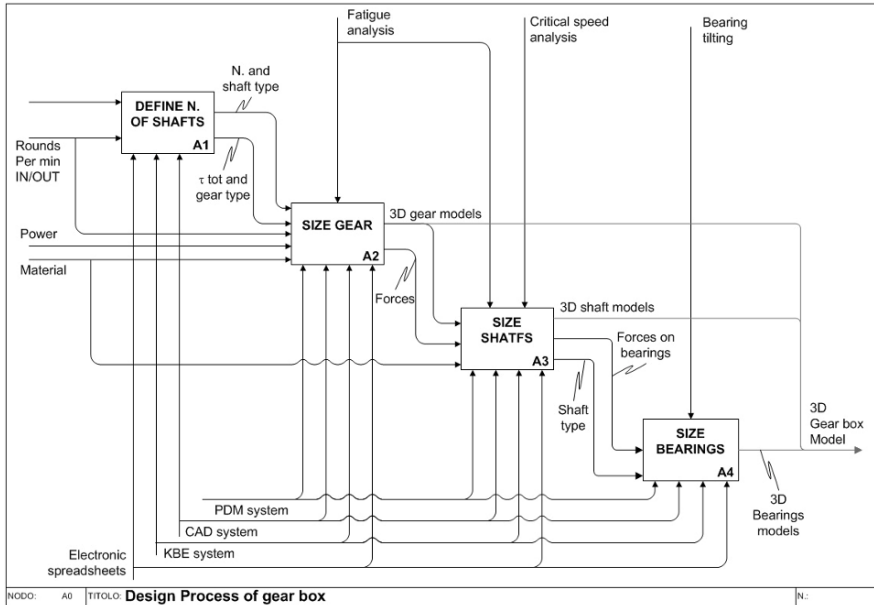 Fatigue
analysis
Critical speed
analysis
Bearing
tilting
N. and
shaft type
DEFINE N.
OF SHAFTS
A1
Rounds
Per min
IN/OUT
τ tot and
gear type
SIZE GEAR
A2
3D gear models
Power
Material
Forces
SIZE
SHATFS
A3
3D shaft models
Forces on
bearings
Shaft
type
SIZE
BEARINGS
A4
3D
Gear box
Model
3D
Bearings
models
PDM system
CAD system
KBE system
Electronic
spreadsheets
NODO: A0 TITOLO: Design Process of gear box N.: